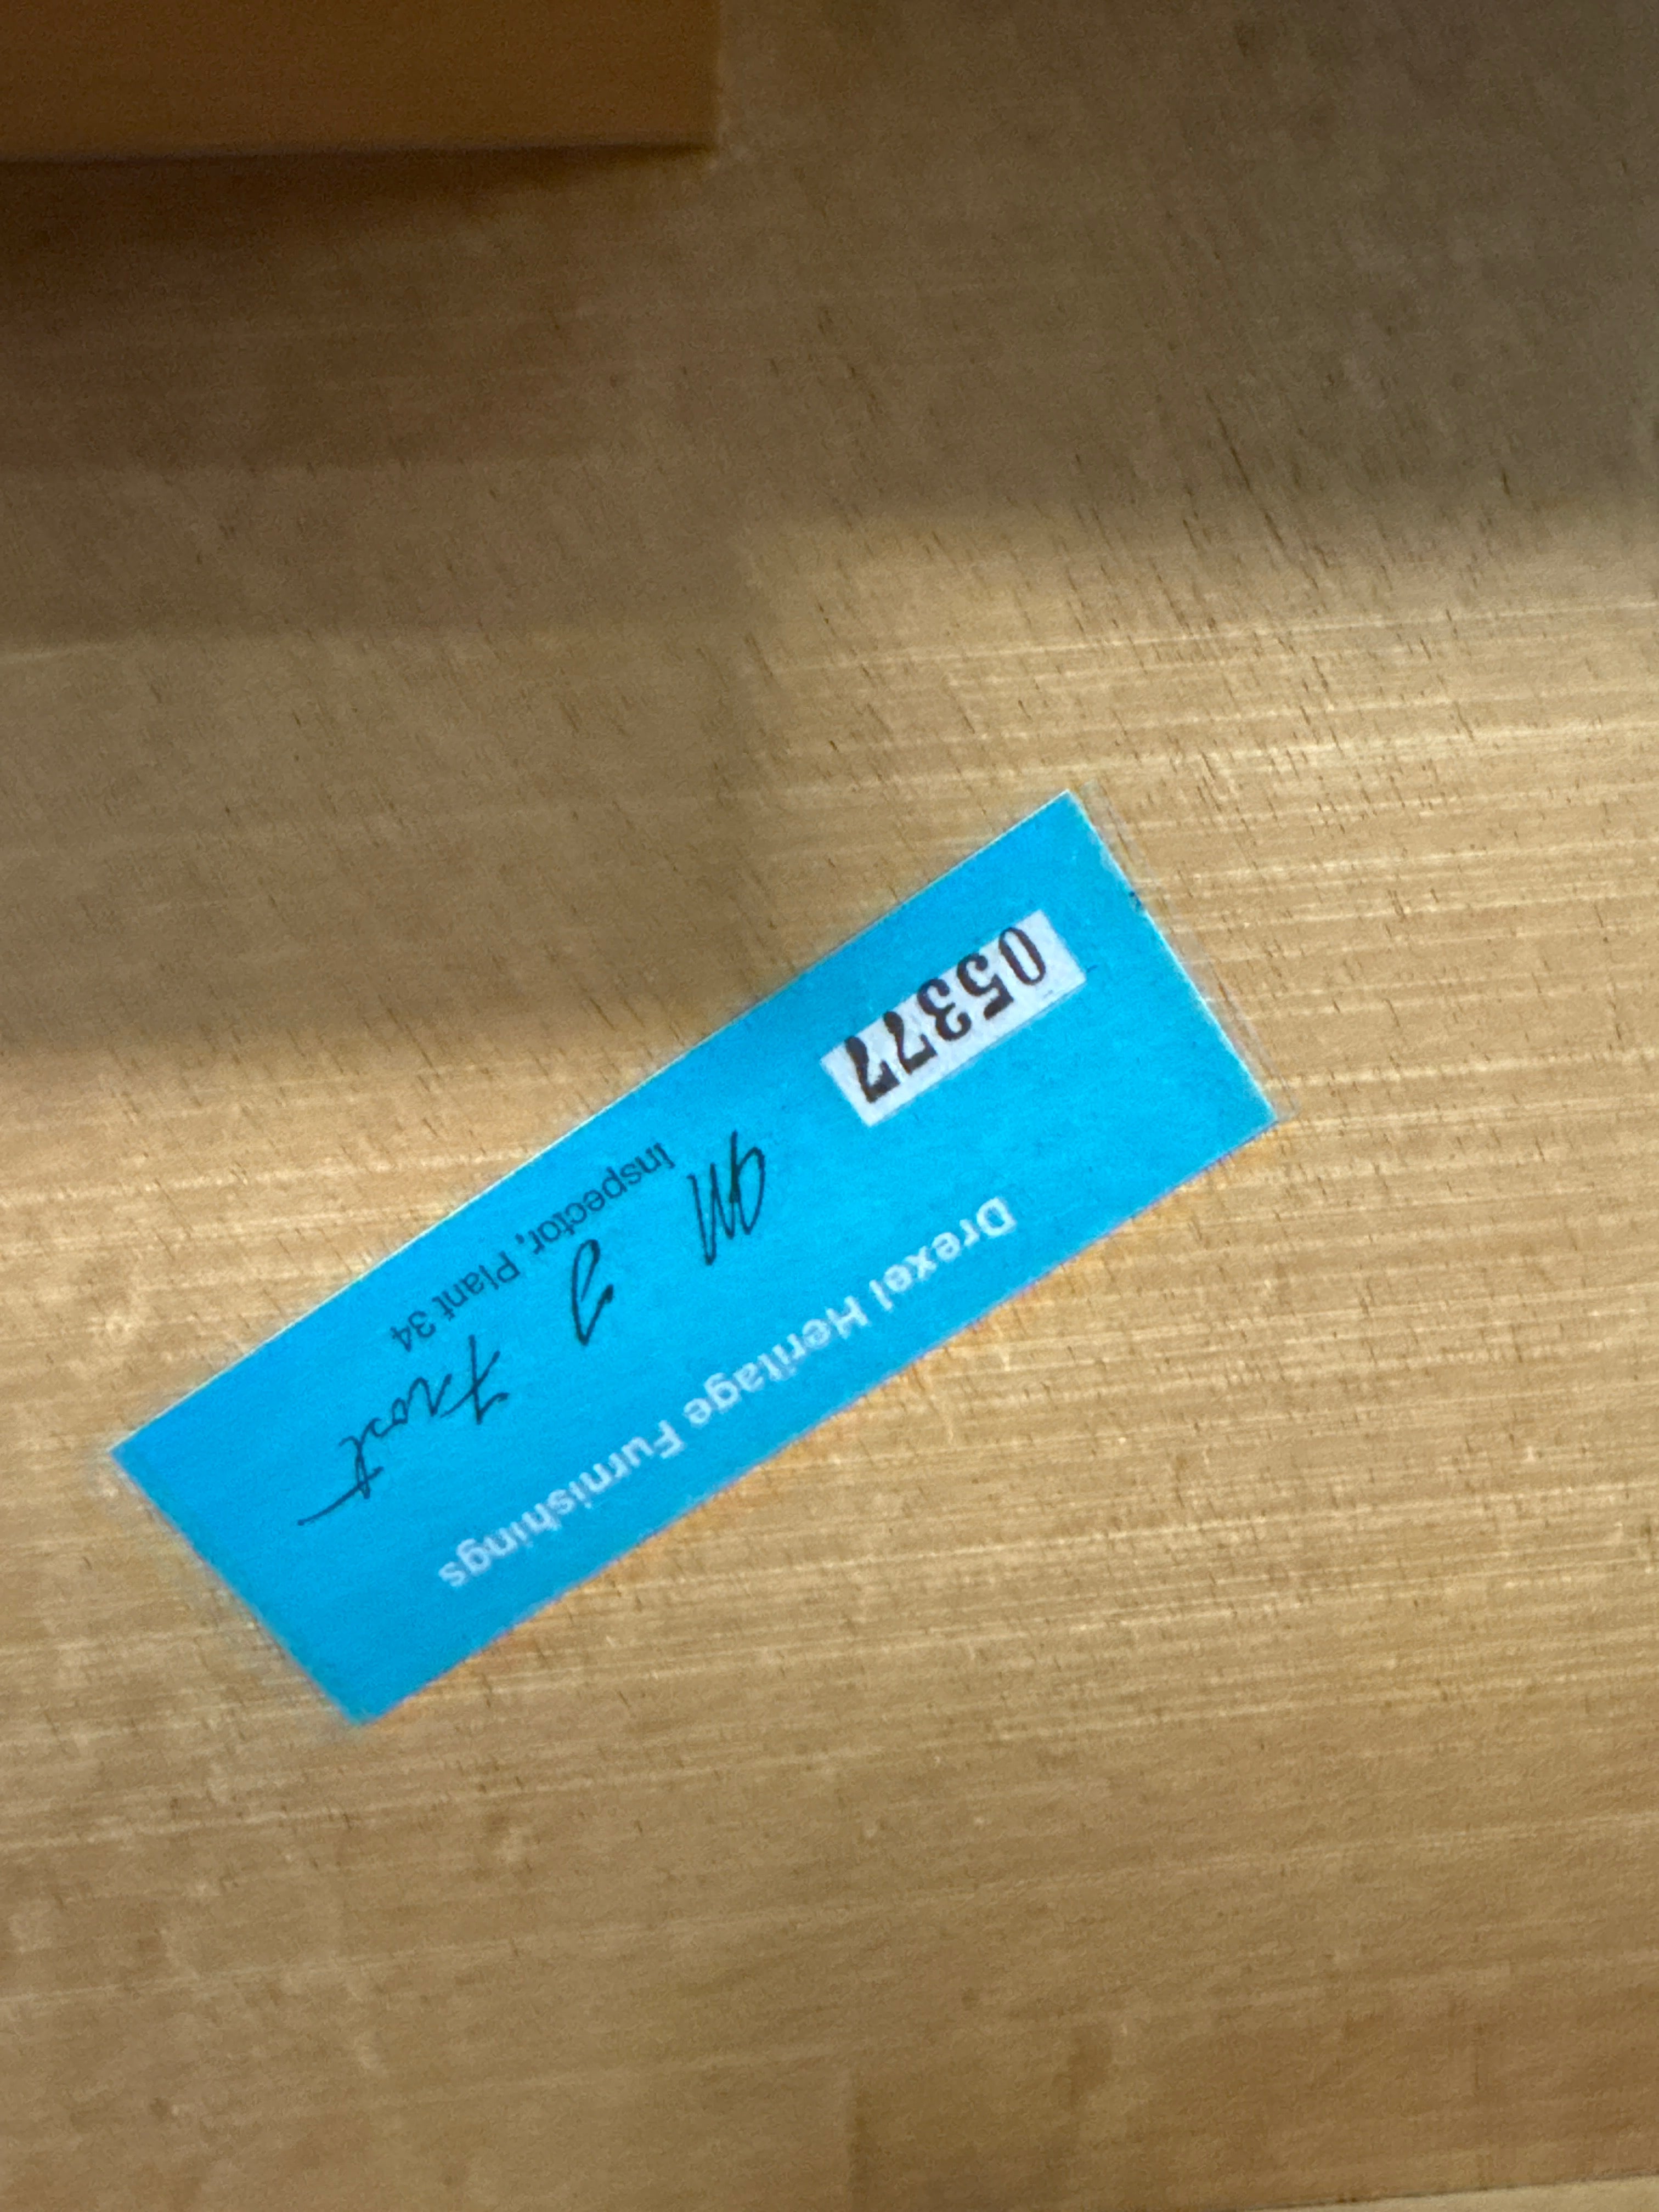 Drexel Heritage Furnishings
05377
Frost
Inspector, Plant 34